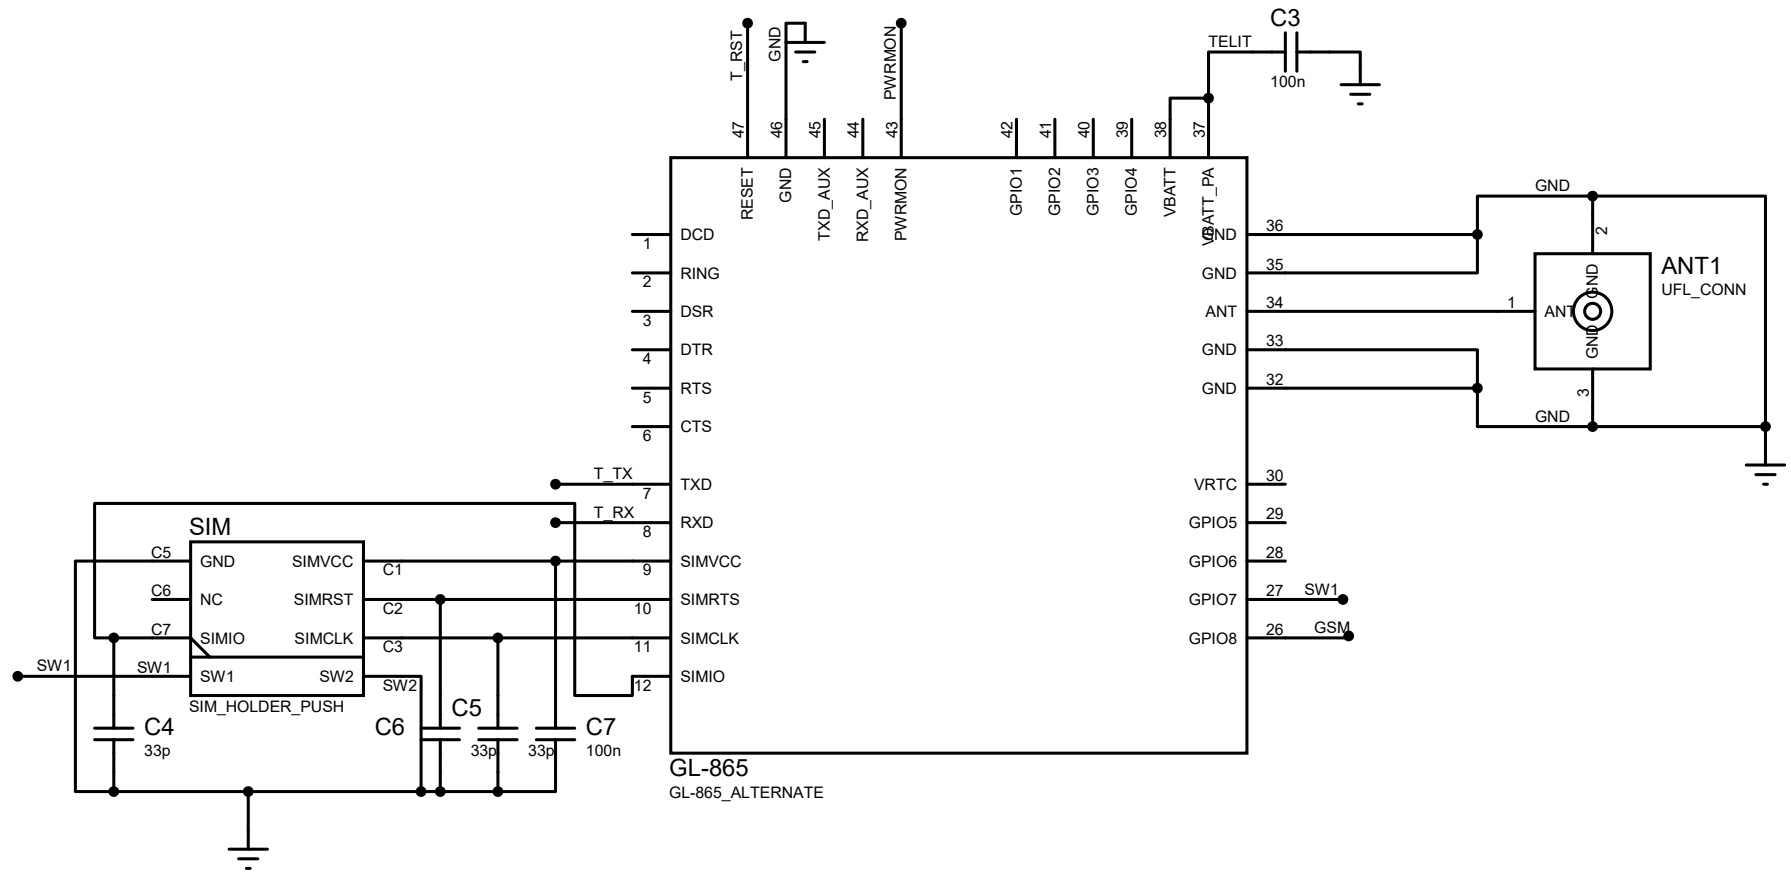 C3
TELIT
100n
T_RST
GND
PWRMON
47
46
45
44
43
42
41
40
39
38
37
RESET
GND
TXD_AUX
RXD_AUX
PWRMON
GPIO1
GPIO2
GPIO3
GPIO4
VBATT
VBATT_PA
1 DCD
2 RING
3 DSR
4 DTR
5 RTS
6 CTS
T_TX 7 TXD
T_RX 8 RXD
9 SIMVCC
10 SIMRTS
11 SIMCLK
12 SIMIO
GND 36
GND 35
ANT 34
GND 33
GND 32
VRTC 30
GPIO5 29
GPIO6 28
GPIO7 27 SW1
GPIO8 26 GSM
GND
2
ANT1
UFL_CONN
1 ANT
GND
GND
3
GND
SIM
C5 GND SIMVCC C1
C6 NC SIMRST C2
C7 SIMIO SIMCLK C3
SW1 SW1 SW1 SW2 SW2
SIM_HOLDER_PUSH
C4
33p
C6
C5
33p
33p
C7
100n
GL-865
GL-865_ALTERNATE